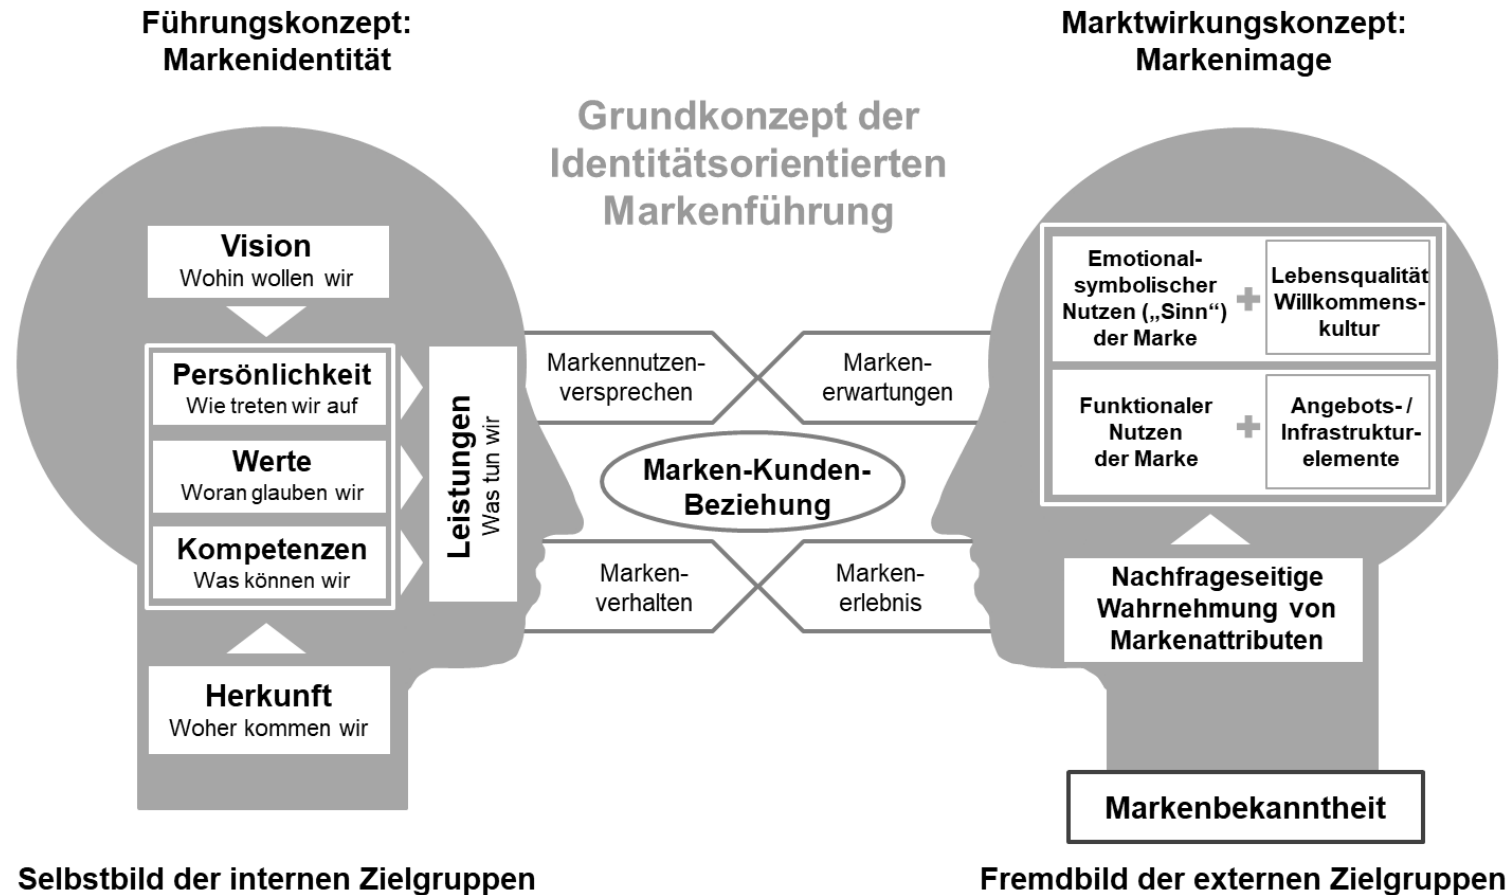 Führungskonzept:
Markenidentität
Marktwirkungskonzept:
Markenimage
Grundkonzept der
Identitätsorientierten
Markenführung
Vision
Wohin wollen wir
Persönlichkeit
Wie treten wir auf
Werte
Woran glauben wir
Kompetenzen
Was können wir
Herkunft
Woher kommen wir
Leistungen
Was tun wir
Markennutzen-
versprechen
Marken-
erwartungen
Marken-Kunden-
Beziehung
Marken-
verhalten
Marken-
erlebnis
Emotional-
symbolischer
Nutzen („Sinn“)
der Marke
Lebensqualität
Willkommens-
kultur
Funktionaler
Nutzen
der Marke
Angebots- /
Infrastruktur-
elemente
Nachfrageseitige
Wahrnehmung von
Markenattributen
Markenbekanntheit
Selbstbild der internen Zielgruppen
Fremdbild der externen Zielgruppen